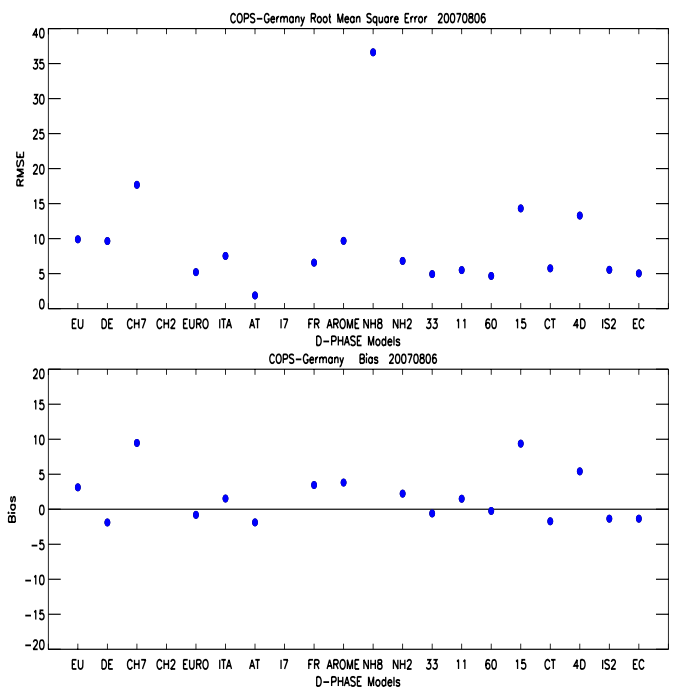 COPS-Germany Root Mean Square Error 20070806
40
35
30
25
20
15
10
5
0
RMSE
EU DE CH7 CH2 EURO ITA AT I7 FR AROME NH8 NH2 33 11 60 15 CT 4D IS2 EC
D-PHASE Models
COPS-Germany Bias 20070806
20
15
10
5
0
-5
-10
-15
-20
Bias
EU DE CH7 CH2 EURO ITA AT I7 FR AROME NH8 NH2 33 11 60 15 CT 4D IS2 EC
D-PHASE Models